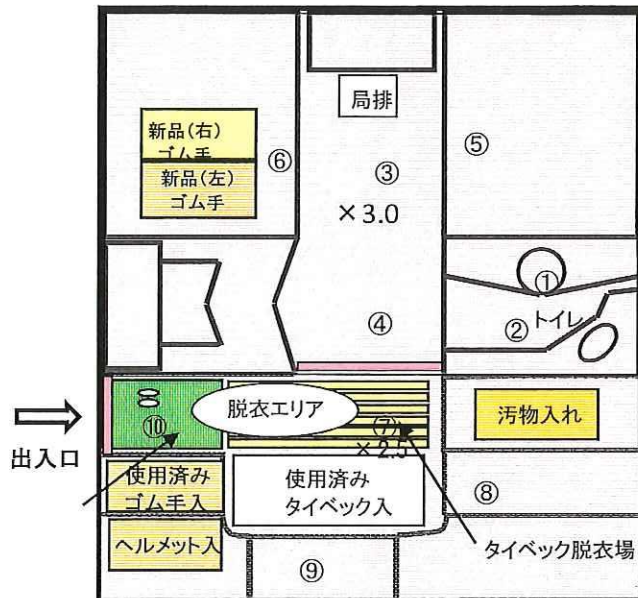 局排
新品(右)
ゴム手
新品(左)
ゴム手
⑥
③
⑤
×3.0
①
④
②
トイレ
脱衣エリア
⑩
⑦
×2.5
汚物入れ
出入口
使用済み
ゴム手入
使用済み
タイベック入
⑧
ヘルメット入
タイベック脱衣場
⑨